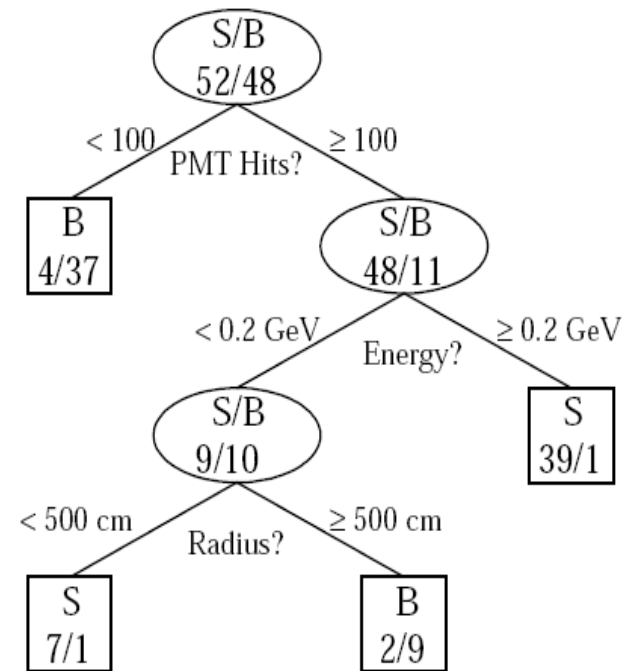 S/B
52/48
< 100
≥ 100
PMT Hits?
B
4/37
S/B
48/11
< 0.2 GeV
≥ 0.2 GeV
Energy?
S/B
9/10
S
39/1
< 500 cm
≥ 500 cm
Radius?
S
7/1
B
2/9